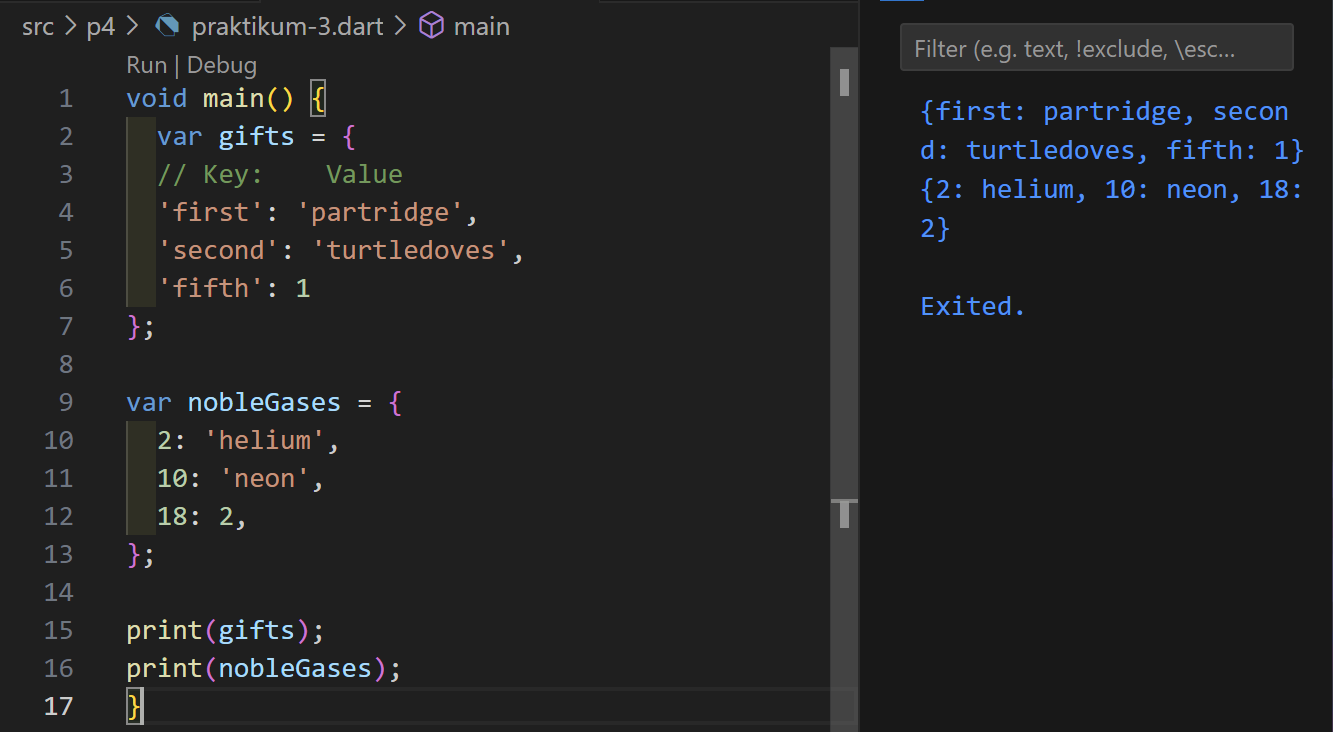 src > p4 > praktikum-3.dart > main
Run | Debug
1 void main() {
2   var gifts = {
3   // Key:    Value
4   'first': 'partridge',
5   'second': 'turtledoves',
6   'fifth': 1
7 };
8
9 var nobleGases = {
10   2: 'helium',
11   10: 'neon',
12   18: 2,
13 };
14
15 print(gifts);
16 print(nobleGases);
17 }
Filter (e.g. text, !exclude, \esc...
{first: partridge, secon
d: turtledoves, fifth: 1}
{2: helium, 10: neon, 18:
2}
Exited.